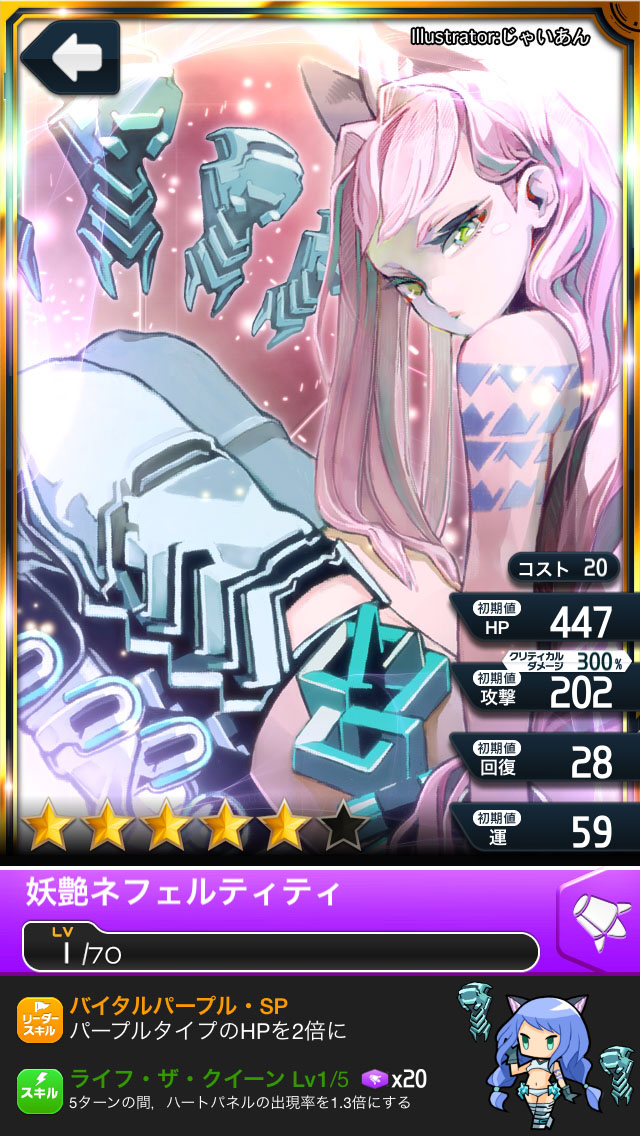 Illustrator:じゃいあん
コスト 20
初期値
HP 447
クリティカル
ダメージ 300%
初期値
攻撃 202
初期値
回復 28
初期値
運 59
妖艶ネフェルティティ
LV
1/70
リーダー
スキル
バイタルパープル・SP
パープルタイプのHPを2倍に
スキル
ライフ・ザ・クイーン Lv1/5 x20
5ターンの間，ハートパネルの出現率を1.3倍にする